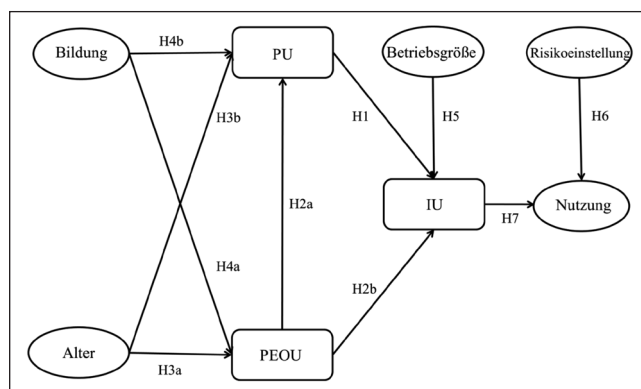 Bildung
H4b
PU
Betriebsgröße
Risikoeinstellung
H3b
H1
H5
H6
H2a
IU
H7
Nutzung
H4a
H2b
Alter
H3a
PEOU